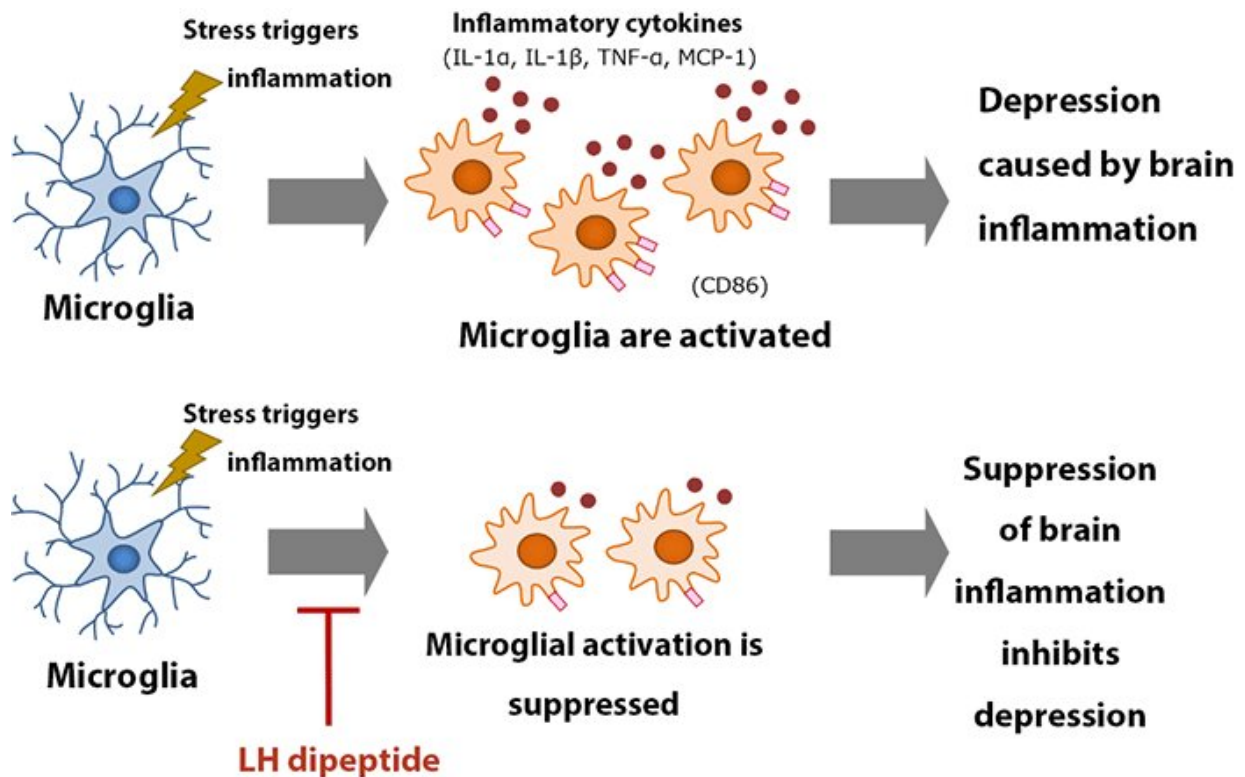 Stress triggers
inflammation
Microglia
Inflammatory cytokines
(IL-1α, IL-1β, TNF-α, MCP-1)
(CD86)
Microglia are activated
Depression
caused by brain
inflammation
Stress triggers
inflammation
Microglia
LH dipeptide
Microglial activation is
suppressed
Suppression
of brain
inflammation
inhibits
depression